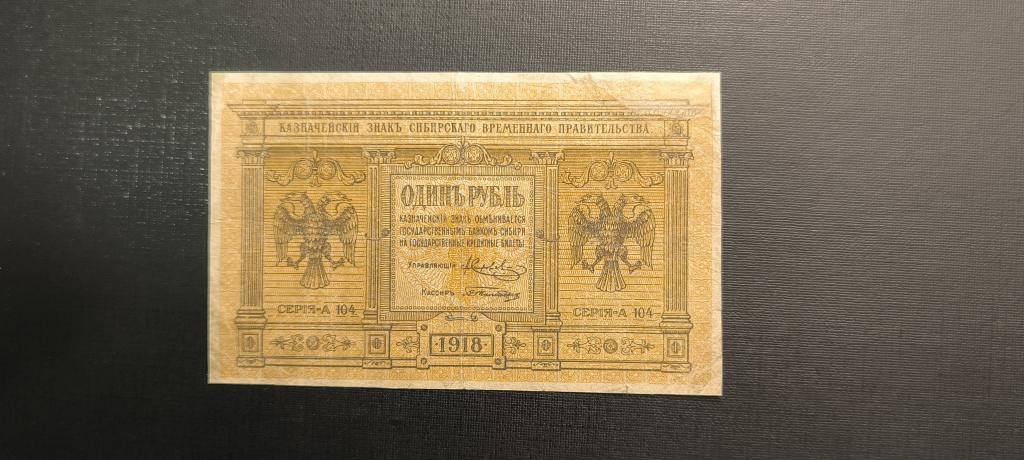 КАЗНАЧЕЙСКІЙ ЗНАКЪ СИБИРСКАГО ВРЕМЕННАГО ПРАВИТЕЛЬСТВА.
ОДИНЪ РУБЛЬ
КАЗНАЧЕЙСКІЙ ЗНАКЪ ОБМѢНИВАЕТСЯ
ГОСУДАРСТВЕННЫМЪ БАНКОМЪ СИБИРИ
НА ГОСУДАРСТВЕННЫЕ КРЕДИТНЫЕ БИЛЕТЫ.
УПРАВЛЯЮЩІЙ
КАССИРЪ
СЕРІЯ-А 104
СЕРІЯ-А 104
1918